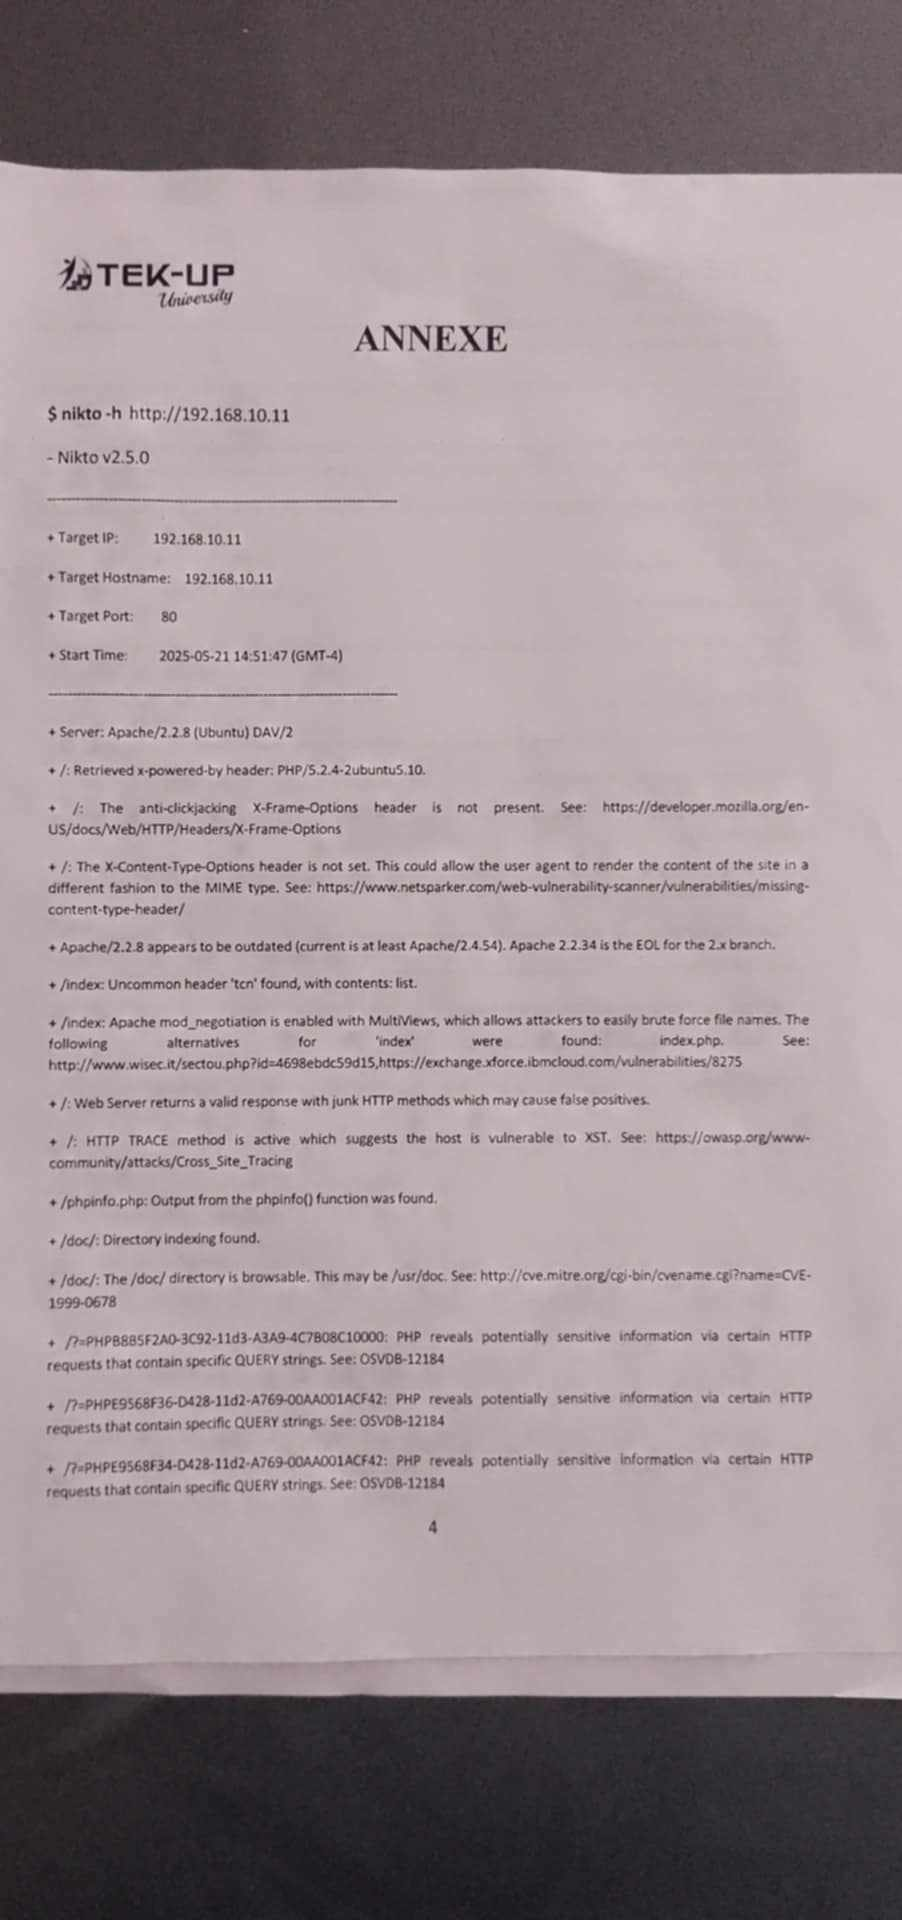 TEK-UP
University
ANNEXE
$ nikto -h http://192.168.10.11
- Nikto v2.5.0
+ Target IP: 192.168.10.11
+ Target Hostname: 192.168.10.11
+ Target Port: 80
+ Start Time: 2025-05-21 14:51:47 (GMT-4)
+ Server: Apache/2.2.8 (Ubuntu) DAV/2
+ /: Retrieved x-powered-by header: PHP/5.2.4-2ubuntu5.10.
+ /: The anti-clickjacking X-Frame-Options header is not present. See: https://developer.mozilla.org/en-
US/docs/Web/HTTP/Headers/X-Frame-Options
+ /: The X-Content-Type-Options header is not set. This could allow the user agent to render the content of the site in a
different fashion to the MIME type. See: https://www.netsparker.com/web-vulnerability-scanner/vulnerabilities/missing-
content-type-header/
+ Apache/2.2.8 appears to be outdated (current is at least Apache/2.4.54). Apache 2.2.34 is the EOL for the 2.x branch.
+ /index: Uncommon header 'tcn' found, with contents: list.
+ /index: Apache mod_negotiation is enabled with MultiViews, which allows attackers to easily brute force file names. The
following alternatives for 'index' were found: index.php. See:
http://www.wisec.it/sectou.php?id=4698ebdc59d15,https://exchange.xforce.ibmcloud.com/vulnerabilities/8275
+ /: Web Server returns a valid response with junk HTTP methods which may cause false positives.
+ /: HTTP TRACE method is active which suggests the host is vulnerable to XST. See: https://owasp.org/www-
community/attacks/Cross_Site_Tracing
+ /phpinfo.php: Output from the phpinfo() function was found.
+ /doc/: Directory indexing found.
+ /doc/: The /doc/ directory is browsable. This may be /usr/doc. See: http://cve.mitre.org/cgi-bin/cvename.cgi?name=CVE-
1999-0678
+ /?=PHPB8B5F2A0-3C92-11d3-A3A9-4C7B08C10000: PHP reveals potentially sensitive information via certain HTTP
requests that contain specific QUERY strings. See: OSVDB-12184
+ /?=PHPE9568F36-D428-11d2-A769-00AA001ACF42: PHP reveals potentially sensitive information via certain HTTP
requests that contain specific QUERY strings. See: OSVDB-12184
+ /?=PHPE9568F34-D428-11d2-A769-00AA001ACF42: PHP reveals potentially sensitive information via certain HTTP
requests that contain specific QUERY strings. See: OSVDB-12184
4